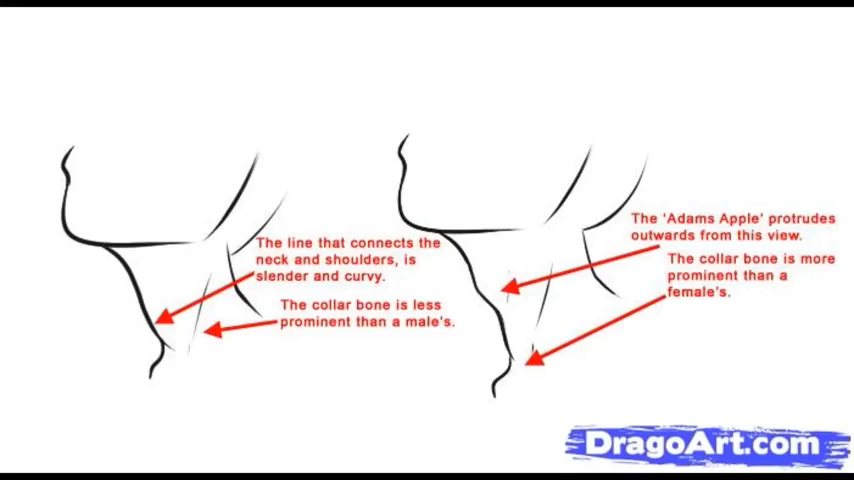 The line that connects the
neck and shoulders, is
slender and curvy.
The collar bone is less
prominent than a male's.
The 'Adams Apple' protrudes
outwards from this view.
The collar bone is more
prominent than a
female's.
DragoArt.com